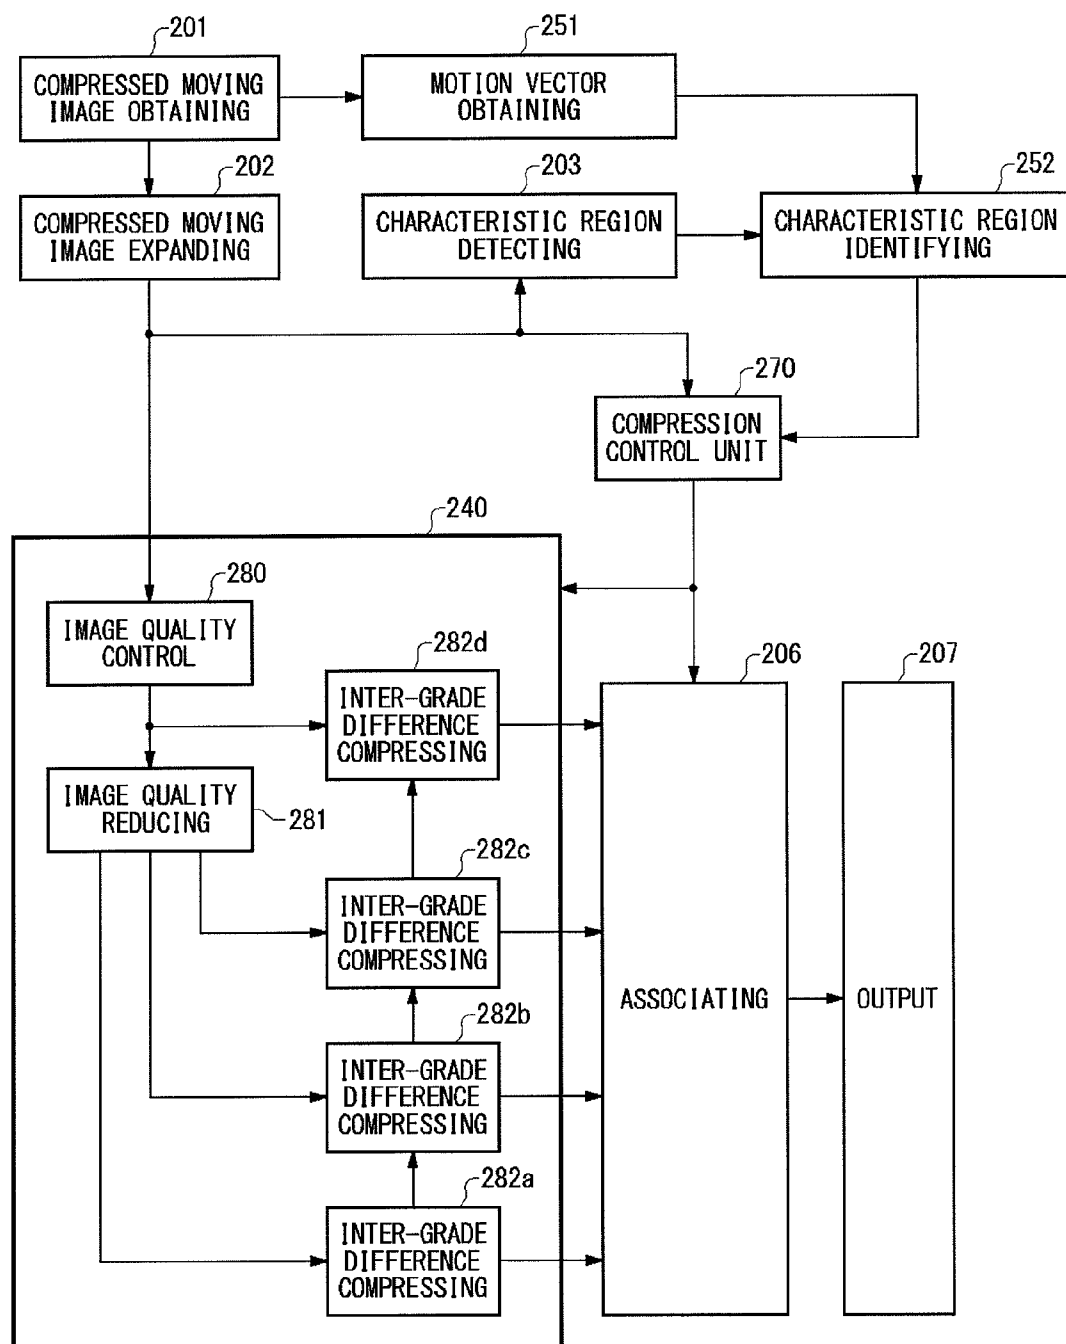 201
COMPRESSED MOVING
IMAGE OBTAINING
251
MOTION VECTOR
OBTAINING
202
COMPRESSED MOVING
IMAGE EXPANDING
203
CHARACTERISTIC REGION
DETECTING
252
CHARACTERISTIC REGION
IDENTIFYING
270
COMPRESSION
CONTROL UNIT
240
280
IMAGE QUALITY
CONTROL
282d
INTER-GRADE
DIFFERENCE
COMPRESSING
206
207
IMAGE QUALITY
REDUCING
281
282c
INTER-GRADE
DIFFERENCE
COMPRESSING
ASSOCIATING
OUTPUT
282b
INTER-GRADE
DIFFERENCE
COMPRESSING
282a
INTER-GRADE
DIFFERENCE
COMPRESSING